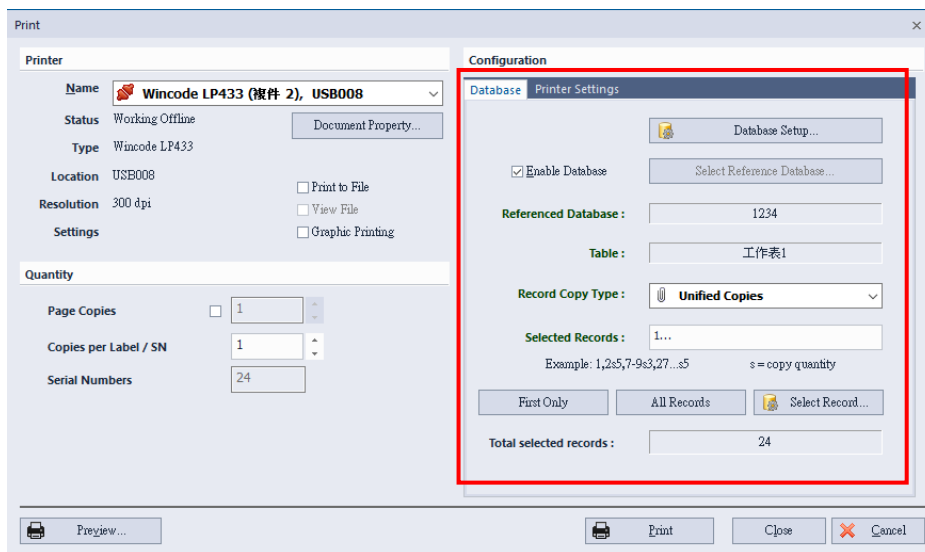 Print
Printer
Name
Wincode LP433 (複件 2), USB008
Status Working Offline
Document Property...
Type Wincode LP433
Location USB008
Print to File
Resolution 300 dpi
View File
Settings
Graphic Printing
Quantity
Page Copies 1
Copies per Label / SN 1
Serial Numbers 24
Configuration
Database Printer Settings
Database Setup...
Enable Database
Select Reference Database...
Referenced Database : 1234
Table : 工作表1
Record Copy Type : Unified Copies
Selected Records : 1...
Example: 1,2s5,7-9s3,27...s5 s = copy quantity
First Only All Records Select Record...
Total selected records : 24
Preview... Print Close Cancel